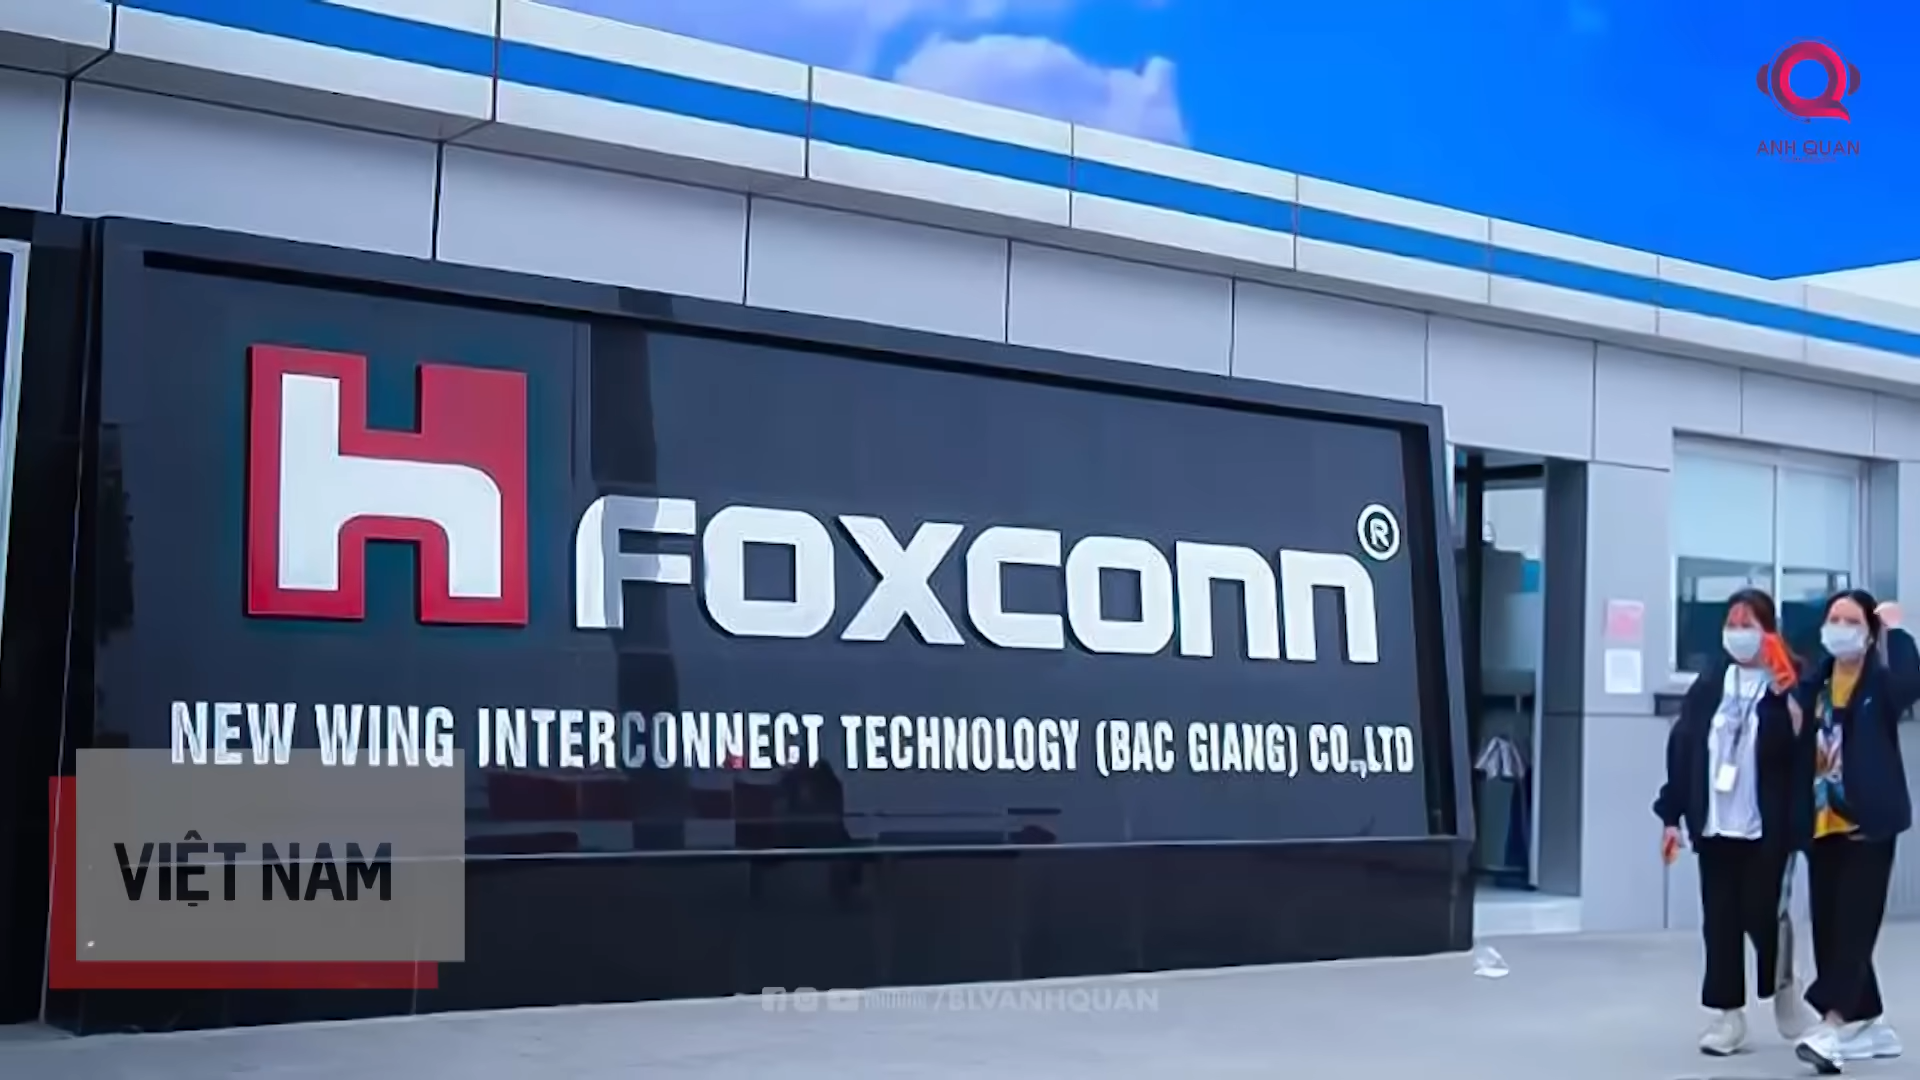 ANH QUAN
FOXCONN®
NEW WING INTERCONNECT TECHNOLOGY (BAC GIANG) CO.,LTD
VIỆT NAM
/BLVANHQUAN